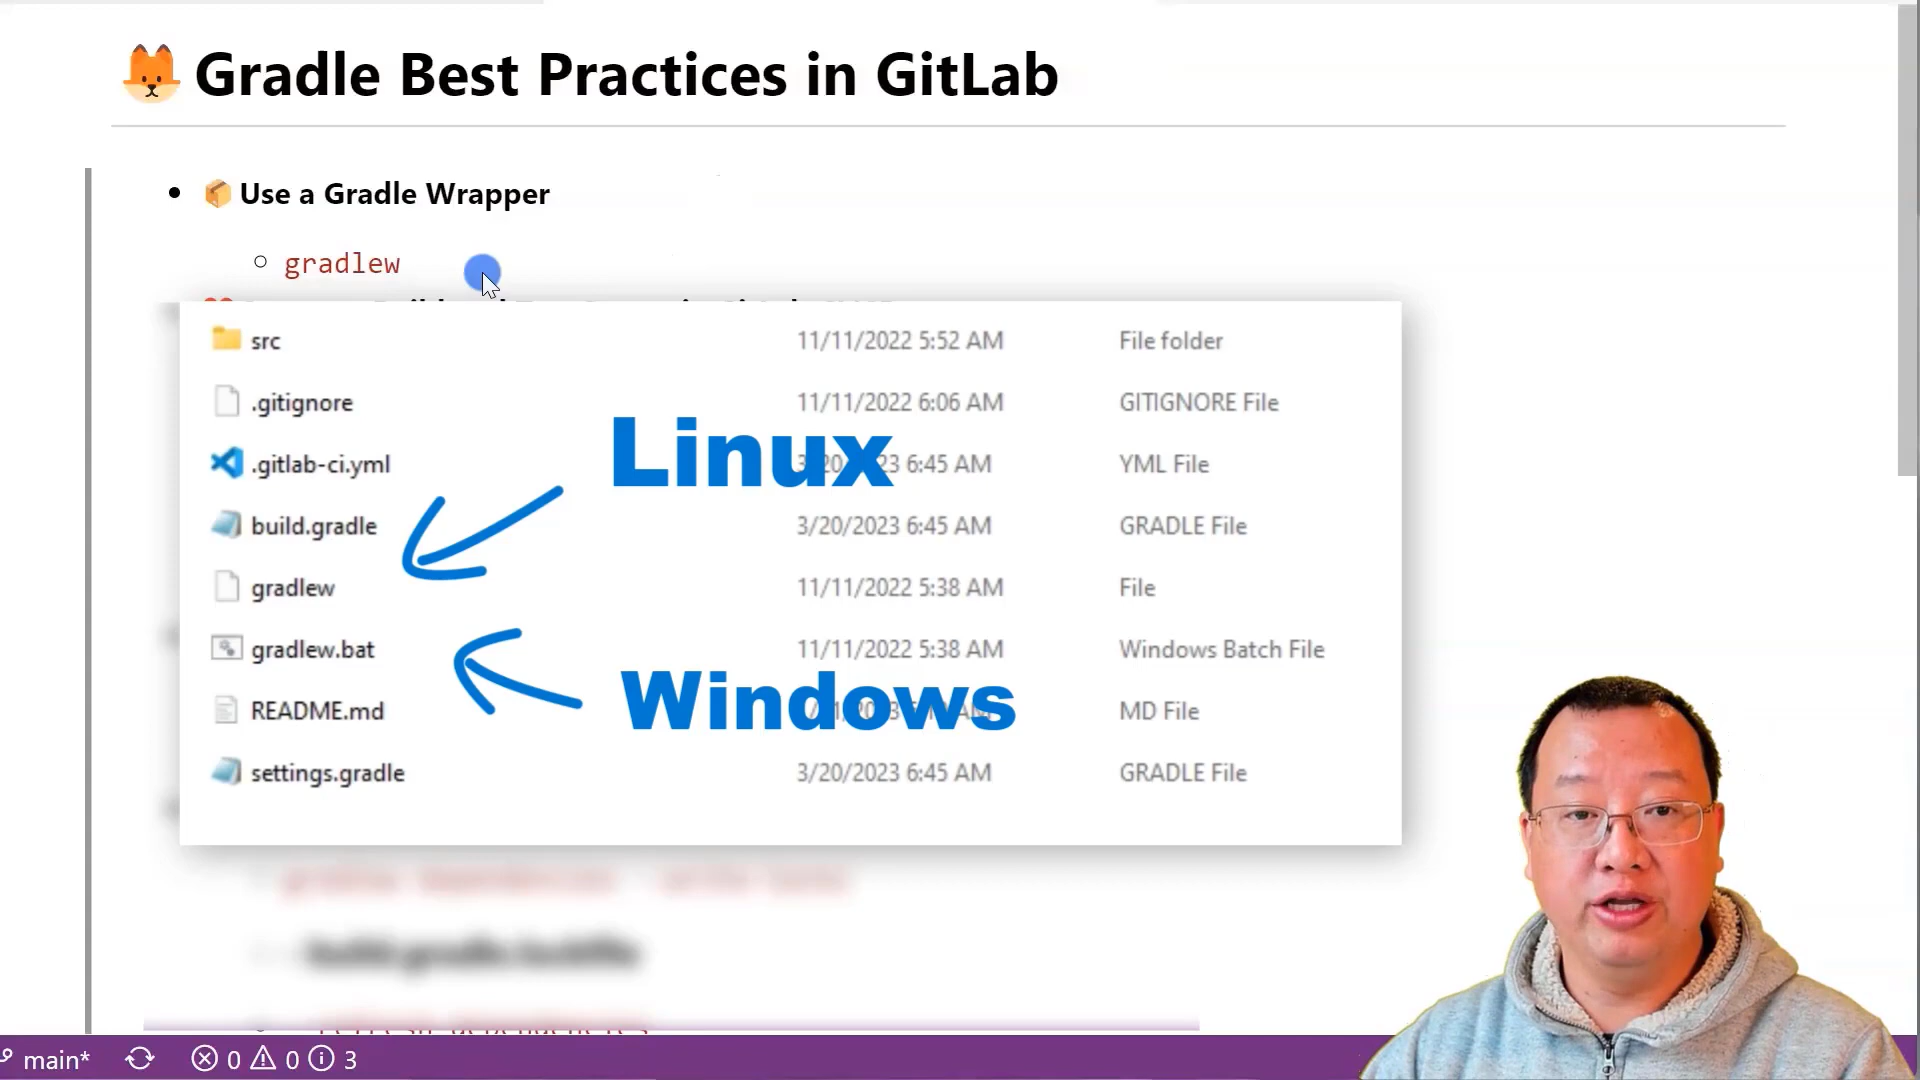 Gradle Best Practices in GitLab
Use a Gradle Wrapper
gradlew
src 11/11/2022 5:52 AM File folder
.gitignore 11/11/2022 6:06 AM GITIGNORE File
Linux
.gitlab-ci.yml 6:45 AM YML File
build.gradle 3/20/2023 6:45 AM GRADLE File
gradlew 11/11/2022 5:38 AM File
gradlew.bat 11/11/2022 5:38 AM Windows Batch File
Windows
README.md MD File
settings.gradle 3/20/2023 6:45 AM GRADLE File
main* 0 0 3